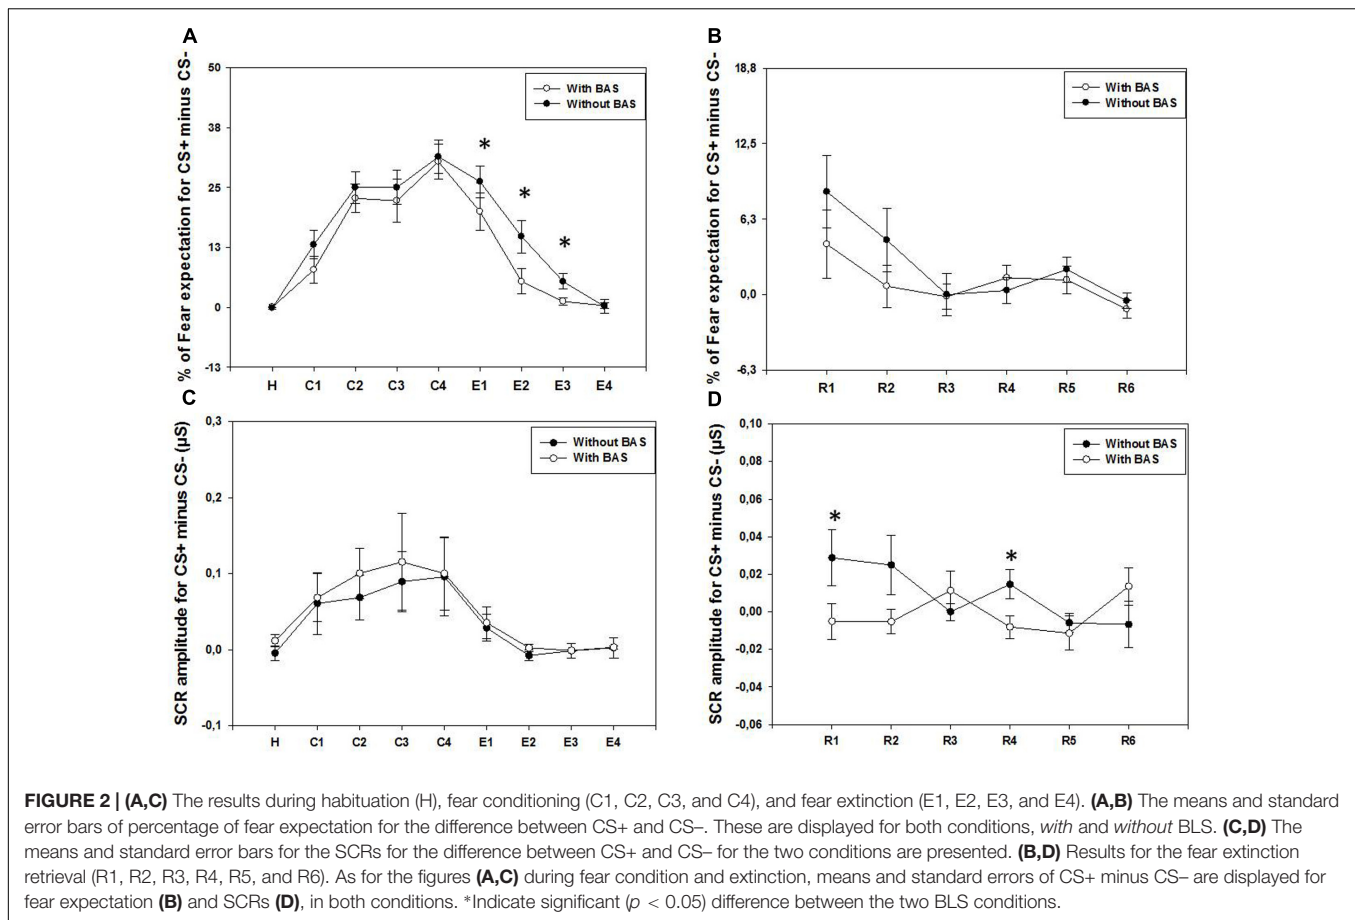 A
% of Fear expectation for CS+ minus CS-
50
38
25
13
0
-13
With BAS
Without BAS
*
*
*
H C1 C2 C3 C4 E1 E2 E3 E4
B
% of Fear expectation for CS+ minus CS-
18,8
12,5
6,3
0,0
-6,3
With BAS
Without BAS
R1 R2 R3 R4 R5 R6
C
SCR amplitude for CS+ minus CS- (µS)
0,3
0,2
0,1
0,0
-0,1
Without BAS
With BAS
H C1 C2 C3 C4 E1 E2 E3 E4
D
SCR amplitude for CS+ minus CS- (µS)
0,10
0,08
0,06
0,04
0,02
0,00
-0,02
-0,04
-0,06
Without BAS
With BAS
*
*
R1 R2 R3 R4 R5 R6
FIGURE 2 | (A,C) The results during habituation (H), fear conditioning (C1, C2, C3, and C4), and fear extinction (E1, E2, E3, and E4). (A,B) The means and standard
error bars of percentage of fear expectation for the difference between CS+ and CS–. These are displayed for both conditions, with and without BLS. (C,D) The
means and standard error bars for the SCRs for the difference between CS+ and CS– for the two conditions are presented. (B,D) Results for the fear extinction
retrieval (R1, R2, R3, R4, R5, and R6). As for the figures (A,C) during fear condition and extinction, means and standard errors of CS+ minus CS– are displayed for
fear expectation (B) and SCRs (D), in both conditions. *Indicate significant (p < 0.05) difference between the two BLS conditions.